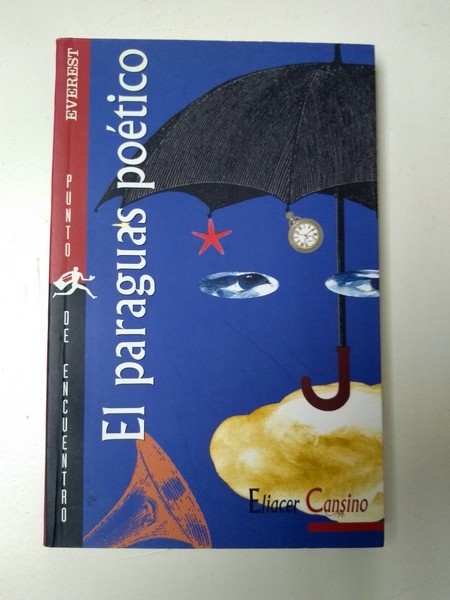 EVEREST
PUNTO
DE ENCUENTRO
El paraguas poético
Eliacer Cansino